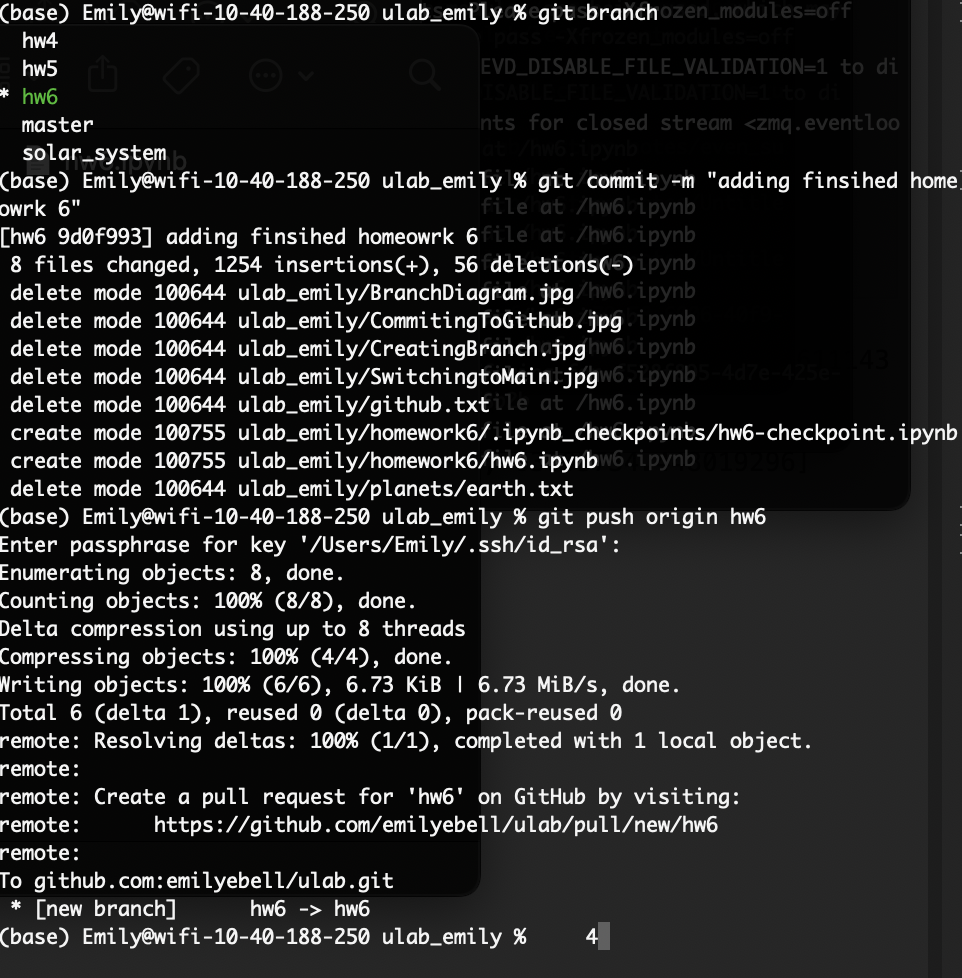 (base) Emily@wifi-10-40-188-250 ulab_emily % git branch
  hw4
  hw5
* hw6
  master
  solar_system
(base) Emily@wifi-10-40-188-250 ulab_emily % git commit -m "adding finsihed home
owrk 6"
[hw6 9d0f993] adding finsihed homeowrk 6
 8 files changed, 1254 insertions(+), 56 deletions(-)
 delete mode 100644 ulab_emily/BranchDiagram.jpg
 delete mode 100644 ulab_emily/CommitingToGithub.jpg
 delete mode 100644 ulab_emily/CreatingBranch.jpg
 delete mode 100644 ulab_emily/SwitchingtoMain.jpg
 delete mode 100644 ulab_emily/github.txt
 create mode 100755 ulab_emily/homework6/.ipynb_checkpoints/hw6-checkpoint.ipynb
 create mode 100755 ulab_emily/homework6/hw6.ipynb
 delete mode 100644 ulab_emily/planets/earth.txt
(base) Emily@wifi-10-40-188-250 ulab_emily % git push origin hw6
Enter passphrase for key '/Users/Emily/.ssh/id_rsa':
Enumerating objects: 8, done.
Counting objects: 100% (8/8), done.
Delta compression using up to 8 threads
Compressing objects: 100% (4/4), done.
Writing objects: 100% (6/6), 6.73 KiB | 6.73 MiB/s, done.
Total 6 (delta 1), reused 0 (delta 0), pack-reused 0
remote: Resolving deltas: 100% (1/1), completed with 1 local object.
remote:
remote: Create a pull request for 'hw6' on GitHub by visiting:
remote:      https://github.com/emilyebell/ulab/pull/new/hw6
remote:
To github.com:emilyebell/ulab.git
 * [new branch]      hw6 -> hw6
(base) Emily@wifi-10-40-188-250 ulab_emily %     4